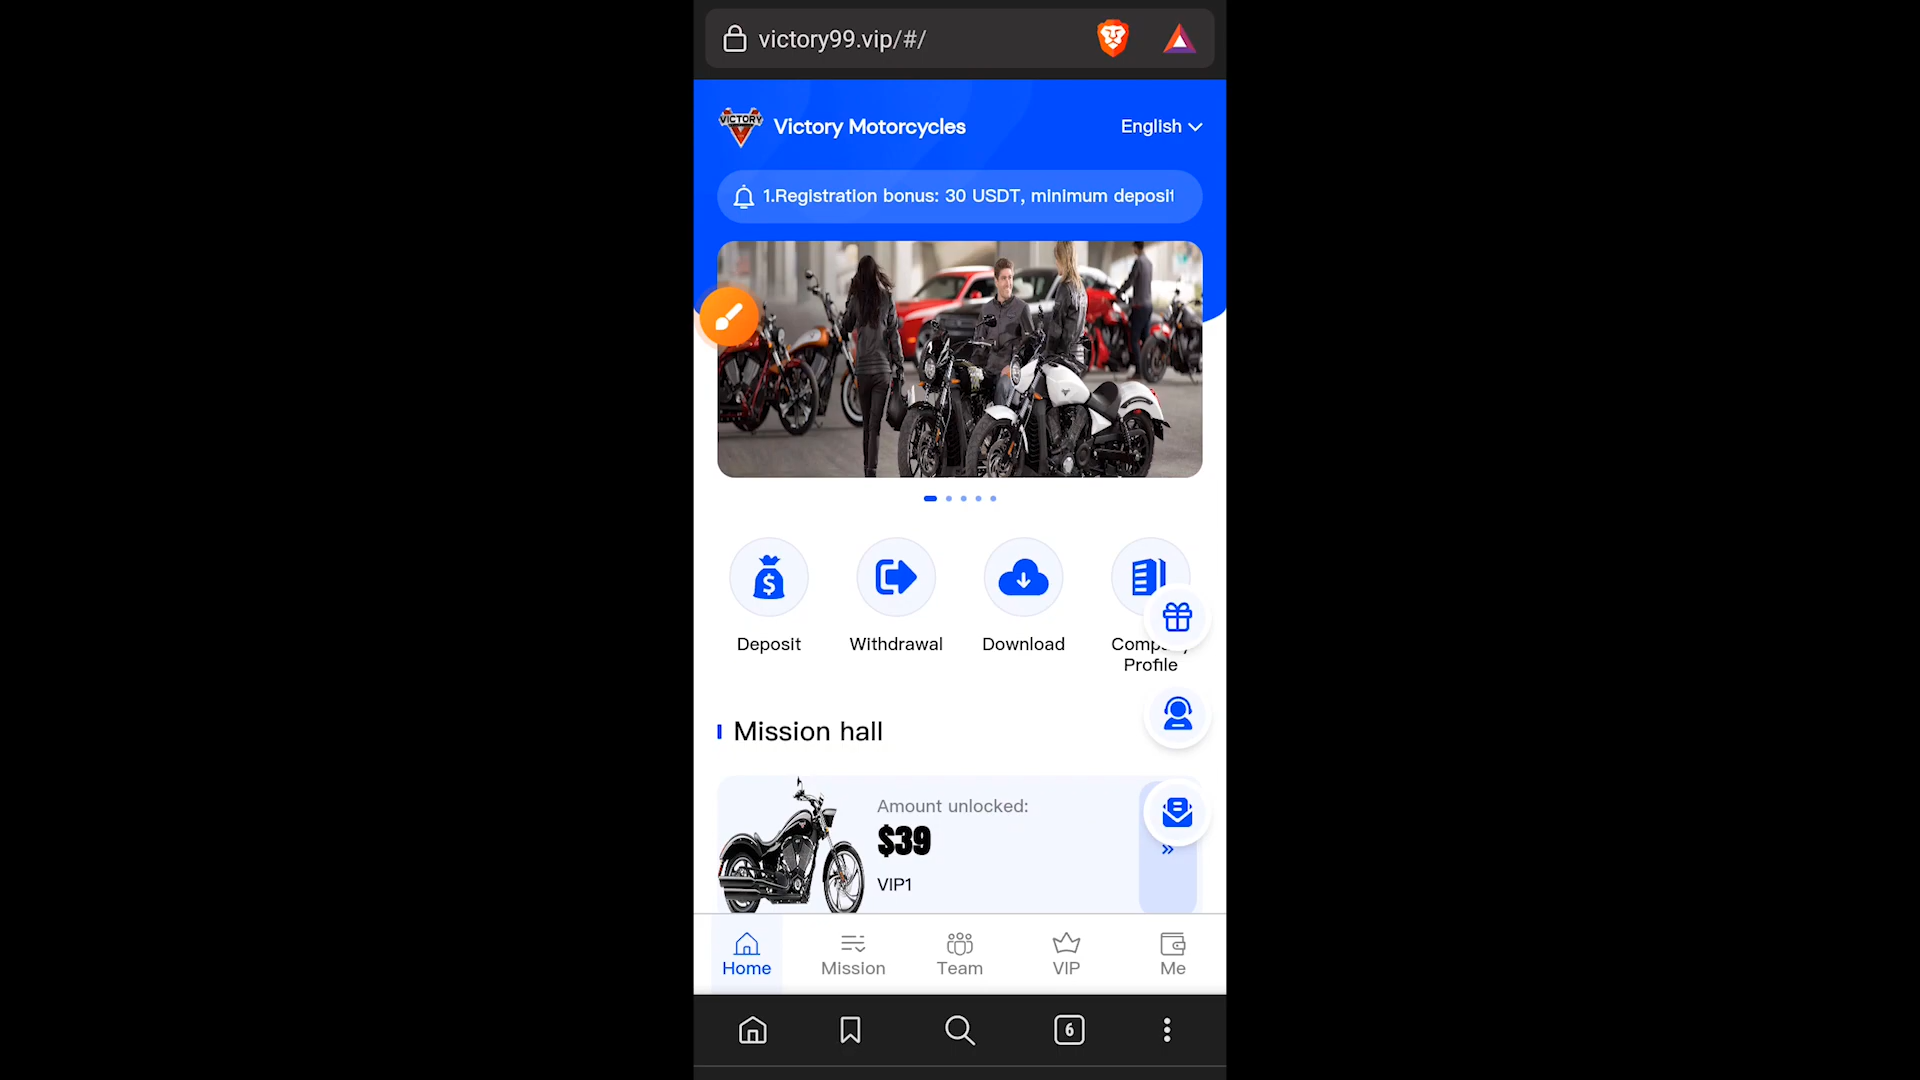 victory99.vip/#/
VICTORY
Victory Motorcycles
English
1.Registration bonus: 30 USDT, minimum deposit
Deposit
Withdrawal
Download
Profile
Mission hall
Amount unlocked:
$39
VIP1
Home
Mission
Team
VIP
Me
6